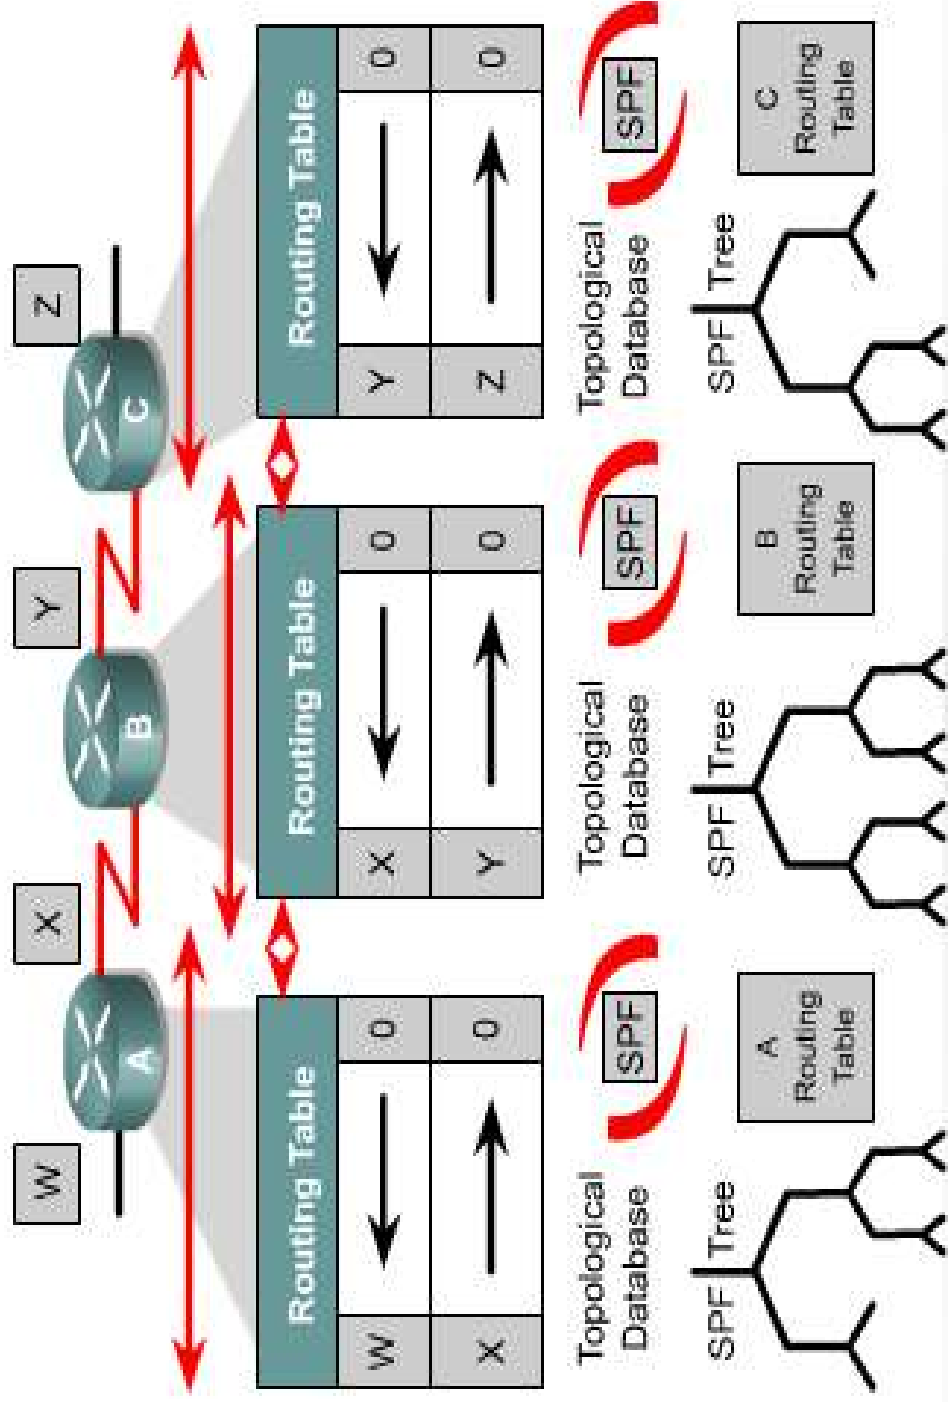 W
X
Y
Z
A
B
C
Routing Table
W 0
X 0
Routing Table
X 0
Y 0
Routing Table
Y 0
Z 0
Topological
Database
SPF
Topological
Database
SPF
Topological
Database
SPF
SPF Tree
A
Routing
Table
SPF Tree
B
Routing
Table
SPF Tree
C
Routing
Table